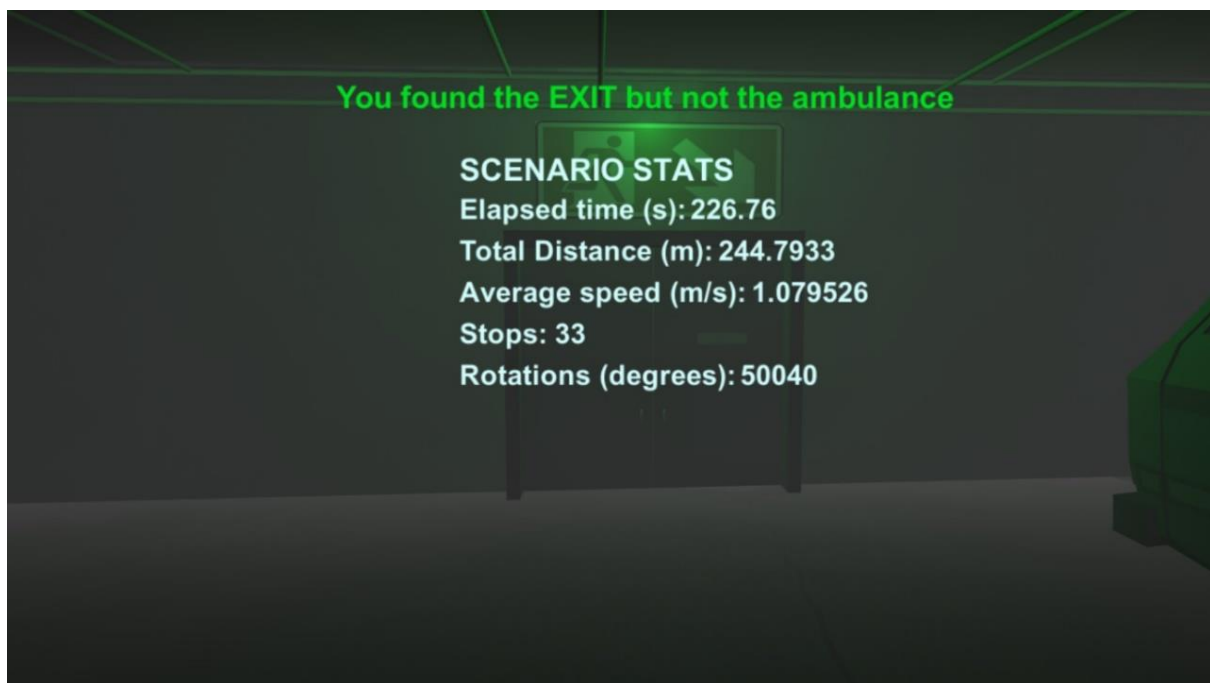 You found the EXIT but not the ambulance
SCENARIO STATS
Elapsed time (s): 226.76
Total Distance (m): 244.7933
Average speed (m/s): 1.079526
Stops: 33
Rotations (degrees): 50040